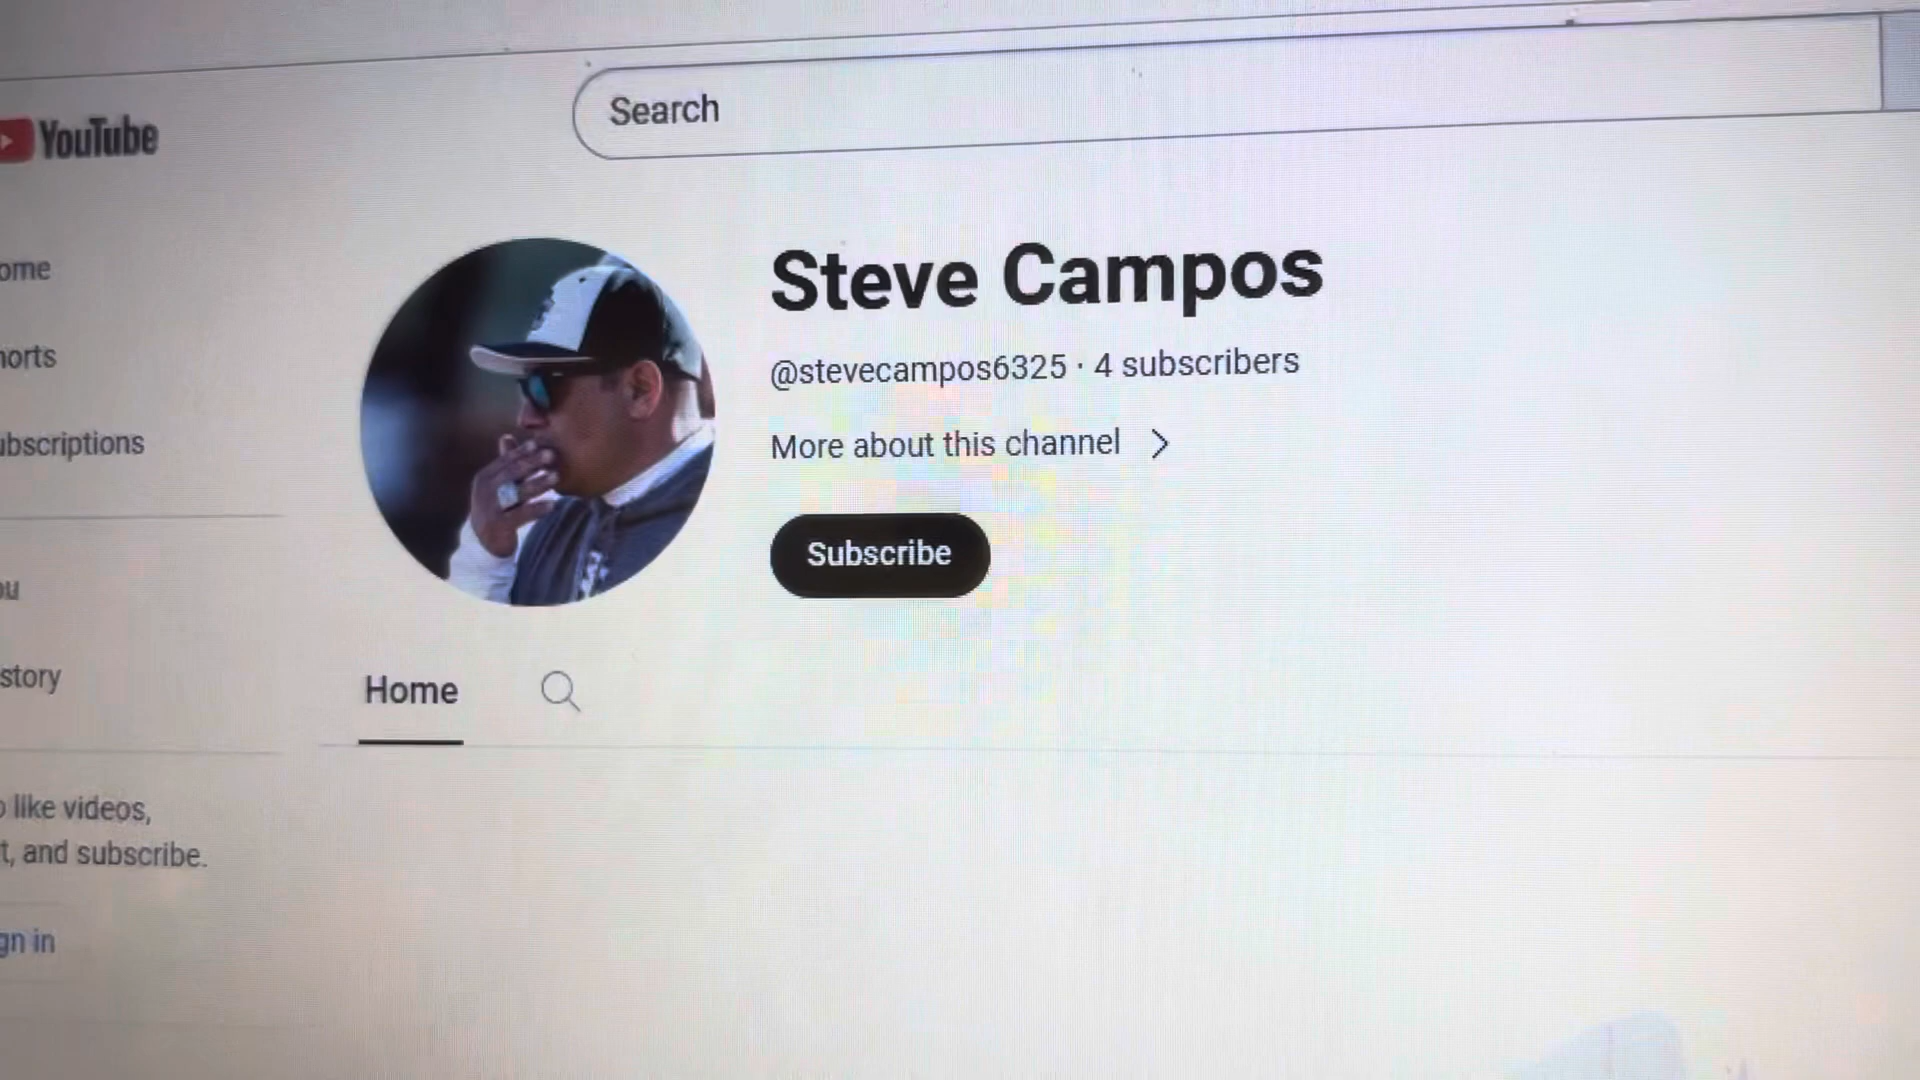 YouTube
Search
ome
horts
ubscriptions
ou
story
like videos,
t, and subscribe.
gn in
Steve Campos
@stevecampos6325 · 4 subscribers
More about this channel
Subscribe
Home